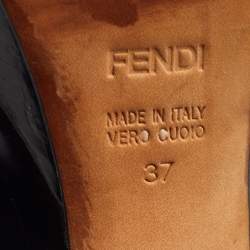 FENDI
MADE IN ITALY
VERO CUOIO
37